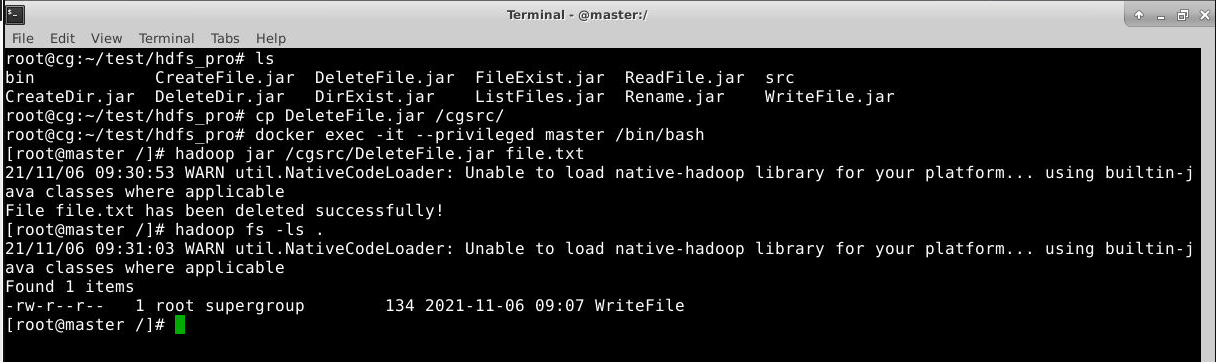 Terminal - @master:/
File Edit View Terminal Tabs Help
root@cg:~/test/hdfs_pro# ls
bin            CreateFile.jar  DeleteFile.jar  FileExist.jar  ReadFile.jar  src
CreateDir.jar  DeleteDir.jar   DirExist.jar    ListFiles.jar  Rename.jar    WriteFile.jar
root@cg:~/test/hdfs_pro# cp DeleteFile.jar /cgsrc/
root@cg:~/test/hdfs_pro# docker exec -it --privileged master /bin/bash
[root@master /]# hadoop jar /cgsrc/DeleteFile.jar file.txt
21/11/06 09:30:53 WARN util.NativeCodeLoader: Unable to load native-hadoop library for your platform... using builtin-j
ava classes where applicable
File file.txt has been deleted successfully!
[root@master /]# hadoop fs -ls .
21/11/06 09:31:03 WARN util.NativeCodeLoader: Unable to load native-hadoop library for your platform... using builtin-j
ava classes where applicable
Found 1 items
-rw-r--r--   1 root supergroup        134 2021-11-06 09:07 WriteFile
[root@master /]#